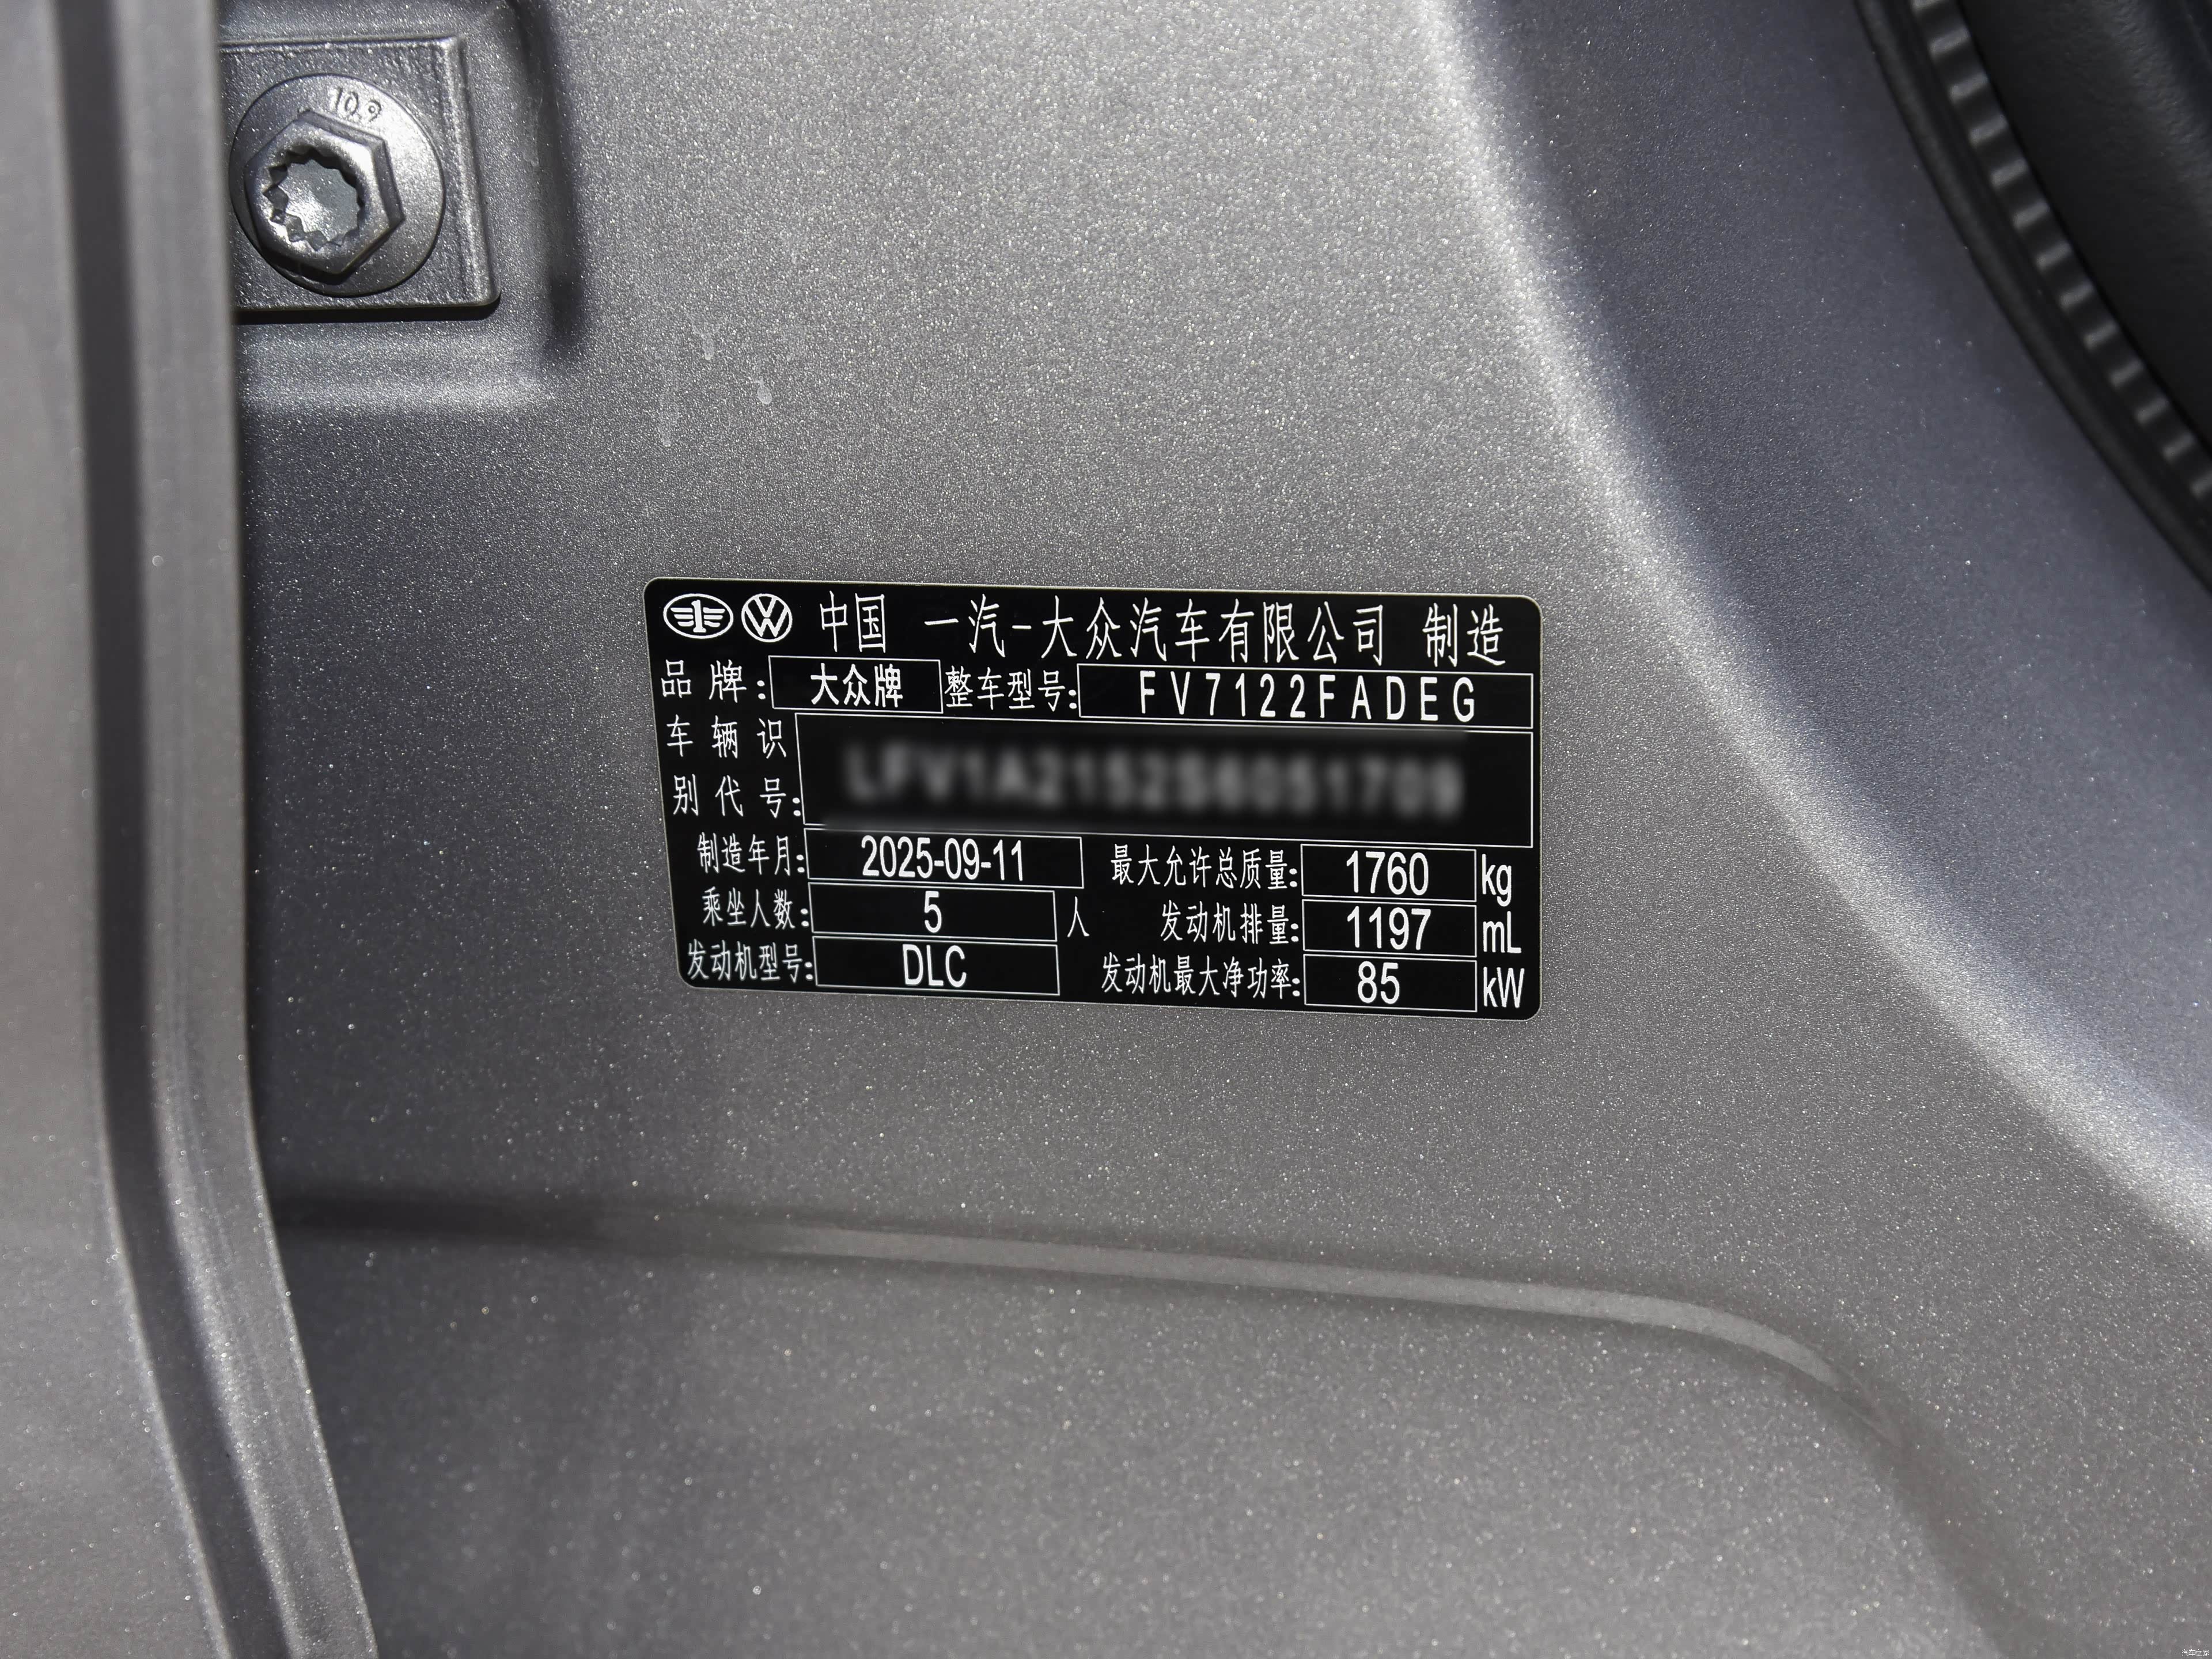 10.9
中国 一汽-大众汽车有限公司 制造
品牌: 大众牌 整车型号: FV7122FADEG
车辆识
别代号:
制造年月: 2025-09-11 最大允许总质量: 1760 kg
乘坐人数: 5 人 发动机排量: 1197 mL
发动机型号: DLC 发动机最大净功率: 85 kW
汽车之家